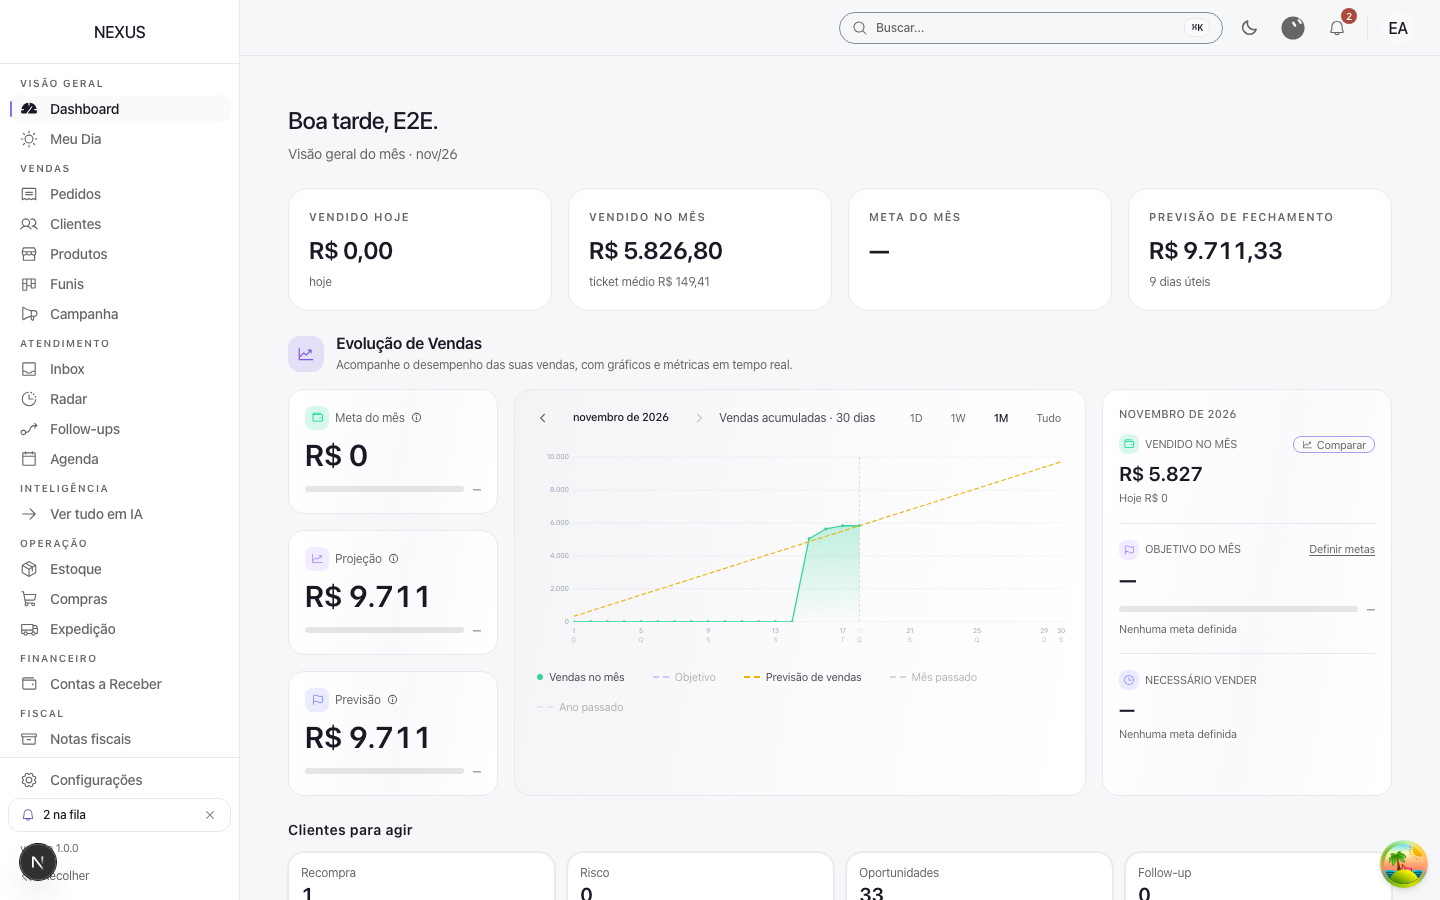 NEXUS
Buscar...
⌘K
2
EA
VISÃO GERAL
Dashboard
Meu Dia
VENDAS
Pedidos
Clientes
Produtos
Funis
Campanha
ATENDIMENTO
Inbox
Radar
Follow-ups
Agenda
INTELIGÊNCIA
Ver tudo em IA
OPERAÇÃO
Estoque
Compras
Expedição
FINANCEIRO
Contas a Receber
FISCAL
Notas fiscais
Configurações
2 na fila
1.0.0
N
Boa tarde, E2E.
Visão geral do mês · nov/26
VENDIDO HOJE
R$ 0,00
hoje
VENDIDO NO MÊS
R$ 5.826,80
ticket médio R$ 149,41
META DO MÊS
—
PREVISÃO DE FECHAMENTO
R$ 9.711,33
9 dias úteis
Evolução de Vendas
Acompanhe o desempenho das suas vendas, com gráficos e métricas em tempo real.
Meta do mês
R$ 0
—
Projeção
R$ 9.711
—
Previsão
R$ 9.711
—
novembro de 2026
Vendas acumuladas · 30 dias
1D 1W 1M Tudo
10.000
8.000
6.000
4.000
2.000
0
1 5 9 13 17 18 21 25 29 30
D Q S S T Q S Q D S
Vendas no mês
Objetivo
Previsão de vendas
Mês passado
Ano passado
NOVEMBRO DE 2026
VENDIDO NO MÊS
Comparar
R$ 5.827
Hoje R$ 0
OBJETIVO DO MÊS
Definir metas
—
—
Nenhuma meta definida
NECESSÁRIO VENDER
—
Nenhuma meta definida
Clientes para agir
Recompra
1
Risco
0
Oportunidades
33
Follow-up
0